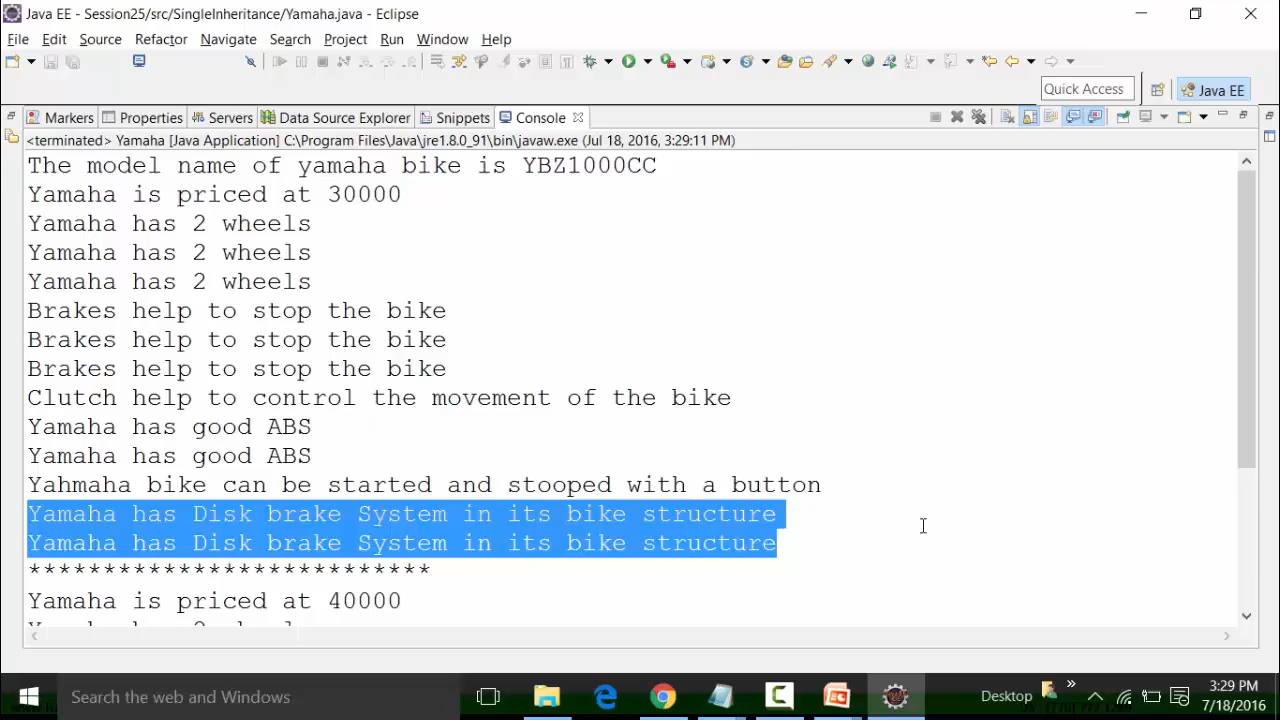 Java EE - Session25/src/SingleInheritance/Yamaha.java - Eclipse
File Edit Source Refactor Navigate Search Project Run Window Help
Quick Access
Java EE
Markers Properties Servers Data Source Explorer Snippets Console
<terminated> Yamaha [Java Application] C:\Program Files\Java\jre1.8.0_91\bin\javaw.exe (Jul 18, 2016, 3:29:11 PM)
The model name of yamaha bike is YBZ1000CC
Yamaha is priced at 30000
Yamaha has 2 wheels
Yamaha has 2 wheels
Yamaha has 2 wheels
Brakes help to stop the bike
Brakes help to stop the bike
Brakes help to stop the bike
Clutch help to control the movement of the bike
Yamaha has good ABS
Yamaha has good ABS
Yahmaha bike can be started and stooped with a button
Yamaha has Disk brake System in its bike structure
Yamaha has Disk brake System in its bike structure
***************************
Yamaha is priced at 40000
Search the web and Windows
Desktop
3:29 PM
7/18/2016